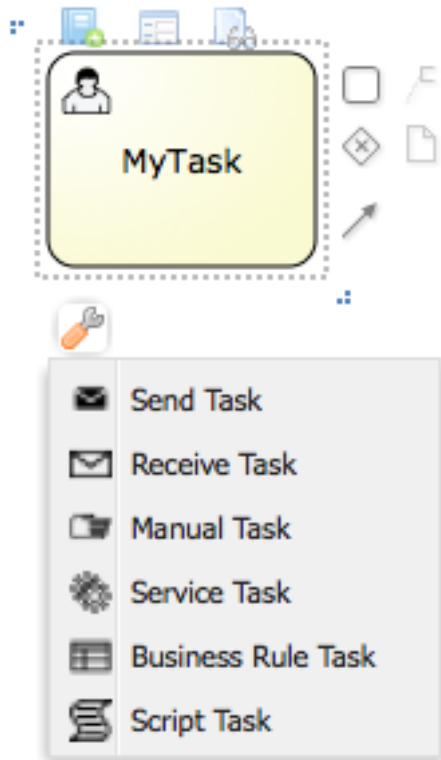 MyTask
Send Task
Receive Task
Manual Task
Service Task
Business Rule Task
Script Task